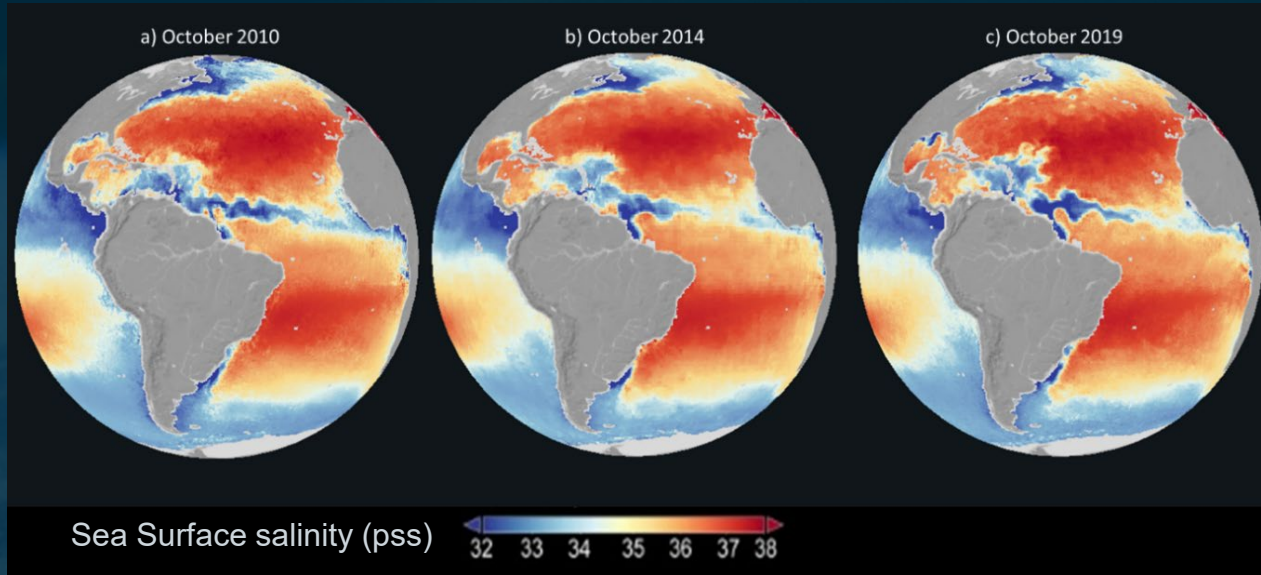 a) October 2010
b) October 2014
c) October 2019
Sea Surface salinity (pss)
32 33 34 35 36 37 38